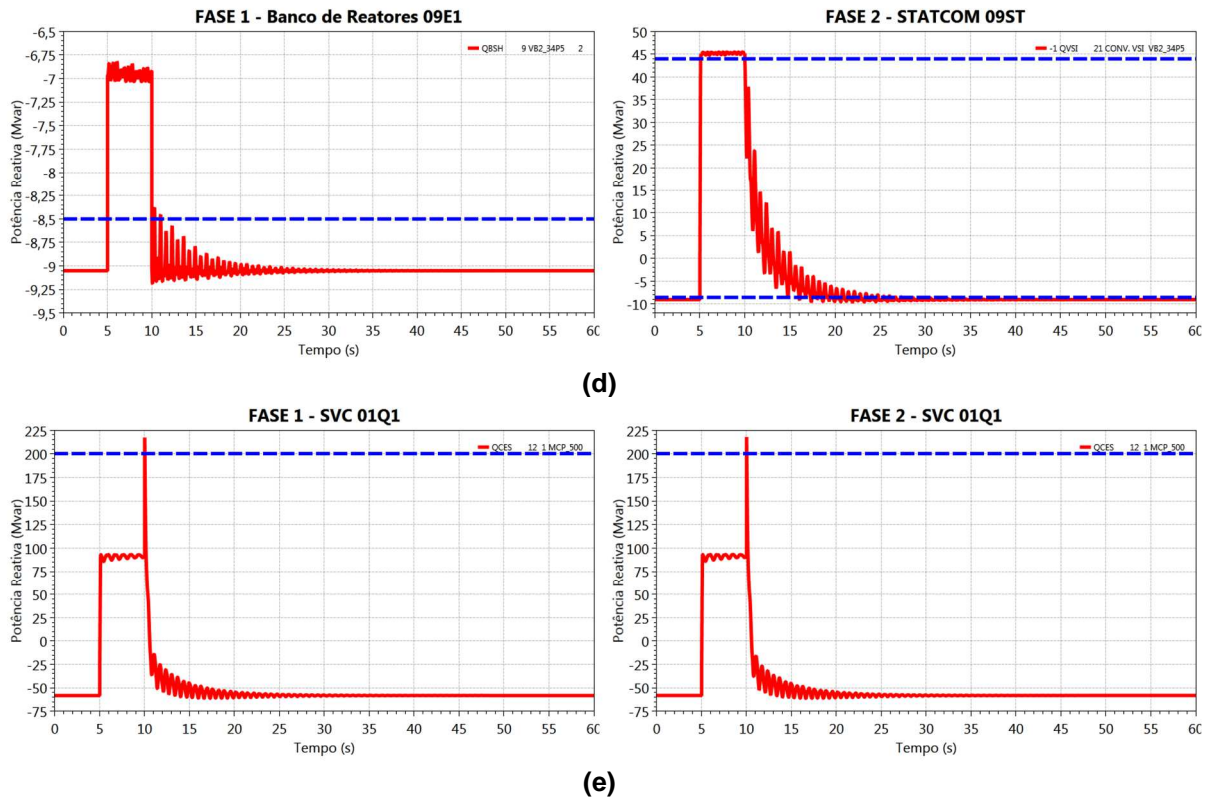 FASE 1 - Banco de Reatores 09E1
Potência Reativa (Mvar)
-6,5
-6,75
-7
-7,25
-7,5
-7,75
-8
-8,25
-8,5
-8,75
-9
-9,25
-9,5
QBSH 9 VB2_34P5 2
0 5 10 15 20 25 30 35 40 45 50 55 60
Tempo (s)
FASE 2 - STATCOM 09ST
Potência Reativa (Mvar)
50
45
40
35
30
25
20
15
10
5
0
-5
-10
-1 QVSI 21 CONV. VSI VB2_34P5
0 5 10 15 20 25 30 35 40 45 50 55 60
Tempo (s)
(d)
FASE 1 - SVC 01Q1
Potência Reativa (Mvar)
225
200
175
150
125
100
75
50
25
0
-25
-50
-75
QCES 12 1 MCP_500
0 5 10 15 20 25 30 35 40 45 50 55 60
Tempo (s)
FASE 2 - SVC 01Q1
Potência Reativa (Mvar)
225
200
175
150
125
100
75
50
25
0
-25
-50
-75
QCES 12 1 MCP_500
0 5 10 15 20 25 30 35 40 45 50 55 60
Tempo (s)
(e)